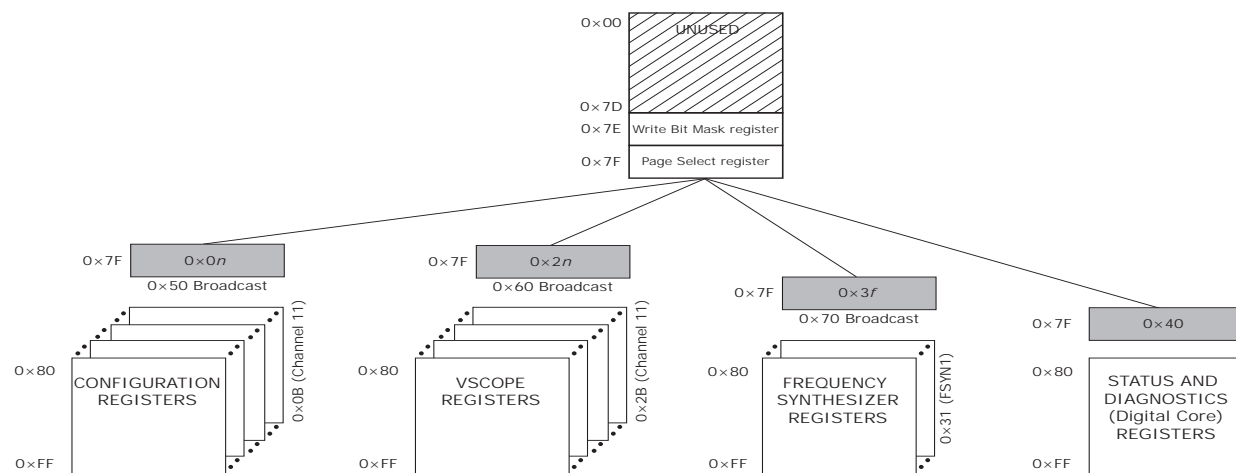 0×00
UNUSED
0×7D
0×7E
Write Bit Mask register
0×7F
Page Select register
0×7F
0×0n
0×50 Broadcast
0×7F
0×2n
0×60 Broadcast
0×7F
0×3f
0×70 Broadcast
0×7F
0×40
0×80
CONFIGURATION
REGISTERS
0×FF
0×0B (Channel 11)
0×80
VSCOPE
REGISTERS
0×FF
0×2B (Channel 11)
0×80
FREQUENCY
SYNTHESIZER
REGISTERS
0×FF
0×31 (FSYN1)
0×80
STATUS AND
DIAGNOSTICS
(Digital Core)
REGISTERS
0×FF